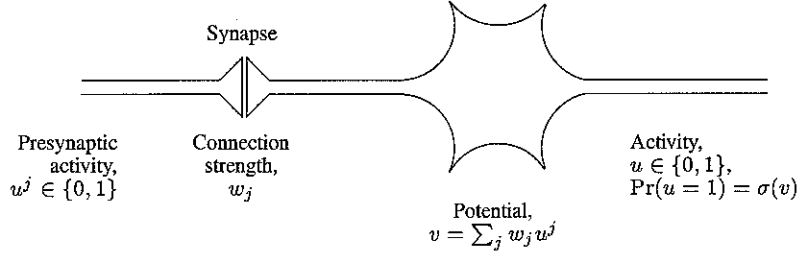 Synapse
Presynaptic
activity,
u^j ∈ {0, 1}
Connection
strength,
w_j
Potential,
v = ∑_j w_j u^j
Activity,
u ∈ {0, 1},
Pr(u = 1) = σ(v)